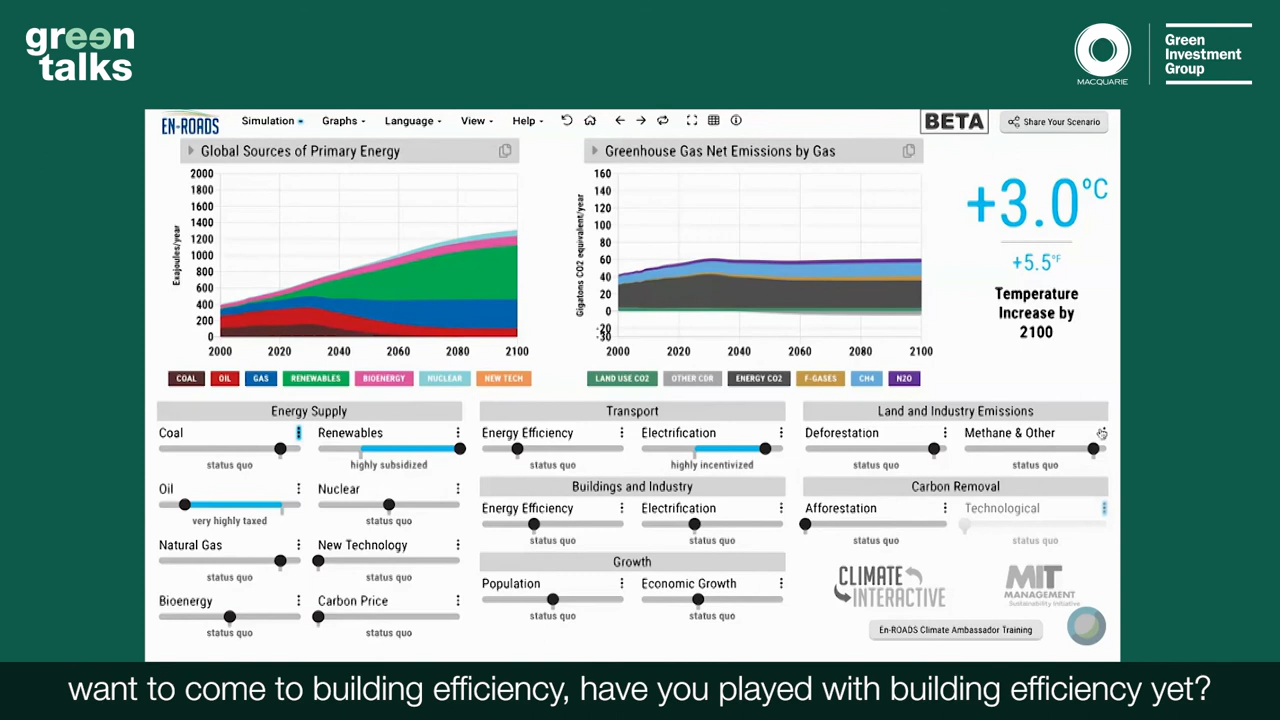 green
talks
MACQUARIE
Green
Investment
Group
EN-ROADS
Simulation
Graphs
Language
View
Help
BETA
Share Your Scenario
Global Sources of Primary Energy
Exajoules/year
2000
1800
1600
1400
1200
1000
800
600
400
200
0
2000 2020 2040 2060 2080 2100
COAL OIL GAS RENEWABLES BIOENERGY NUCLEAR NEW TECH
Greenhouse Gas Net Emissions by Gas
Gigatons CO2 equivalent/year
160
140
120
100
80
60
40
20
0
-20
-30
2000 2020 2040 2060 2080 2100
LAND USE CO2 OTHER CDR ENERGY CO2 F-GASES CH4 N2O
+3.0°C
+5.5°F
Temperature
Increase by
2100
Energy Supply
Coal
status quo
Renewables
highly subsidized
Oil
very highly taxed
Nuclear
status quo
Natural Gas
status quo
New Technology
status quo
Bioenergy
status quo
Carbon Price
status quo
Transport
Energy Efficiency
status quo
Electrification
highly incentivized
Buildings and Industry
Energy Efficiency
status quo
Electrification
status quo
Growth
Population
status quo
Economic Growth
status quo
Land and Industry Emissions
Deforestation
status quo
Methane & Other
status quo
Carbon Removal
Afforestation
status quo
Technological
status quo
CLIMATE
INTERACTIVE
MIT
MANAGEMENT
Sustainability Initiative
En-ROADS Climate Ambassador Training
want to come to building efficiency, have you played with building efficiency yet?